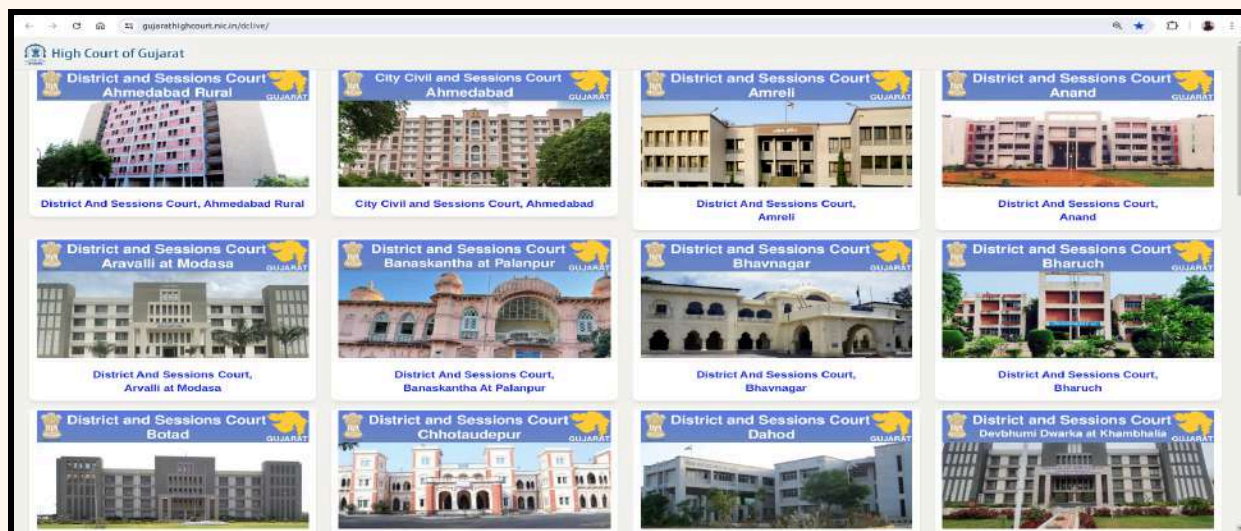 gujarathighcourt.nic.in/dclive/
High Court of Gujarat
District and Sessions Court
Ahmedabad Rural
GUJARAT
City Civil and Sessions Court
Ahmedabad
GUJARAT
District and Sessions Court
Amreli
GUJARAT
District and Sessions Court
Anand
GUJARAT
District And Sessions Court, Ahmedabad Rural
City Civil and Sessions Court, Ahmedabad
District And Sessions Court,
Amreli
District And Sessions Court,
Anand
District and Sessions Court
Aravalli at Modasa
GUJARAT
District and Sessions Court
Banaskantha at Palanpur
GUJARAT
District and Sessions Court
Bhavnagar
GUJARAT
District and Sessions Court
Bharuch
GUJARAT
District And Sessions Court,
Arvalli at Modasa
District And Sessions Court,
Banaskantha At Palanpur
District And Sessions Court,
Bhavnagar
District And Sessions Court,
Bharuch
District and Sessions Court
Botad
GUJARAT
District and Sessions Court
Chhotaudepur
GUJARAT
District and Sessions Court
Dahod
GUJARAT
District and Sessions Court
Devbhumi Dwarka at Khambhalia
GUJARAT